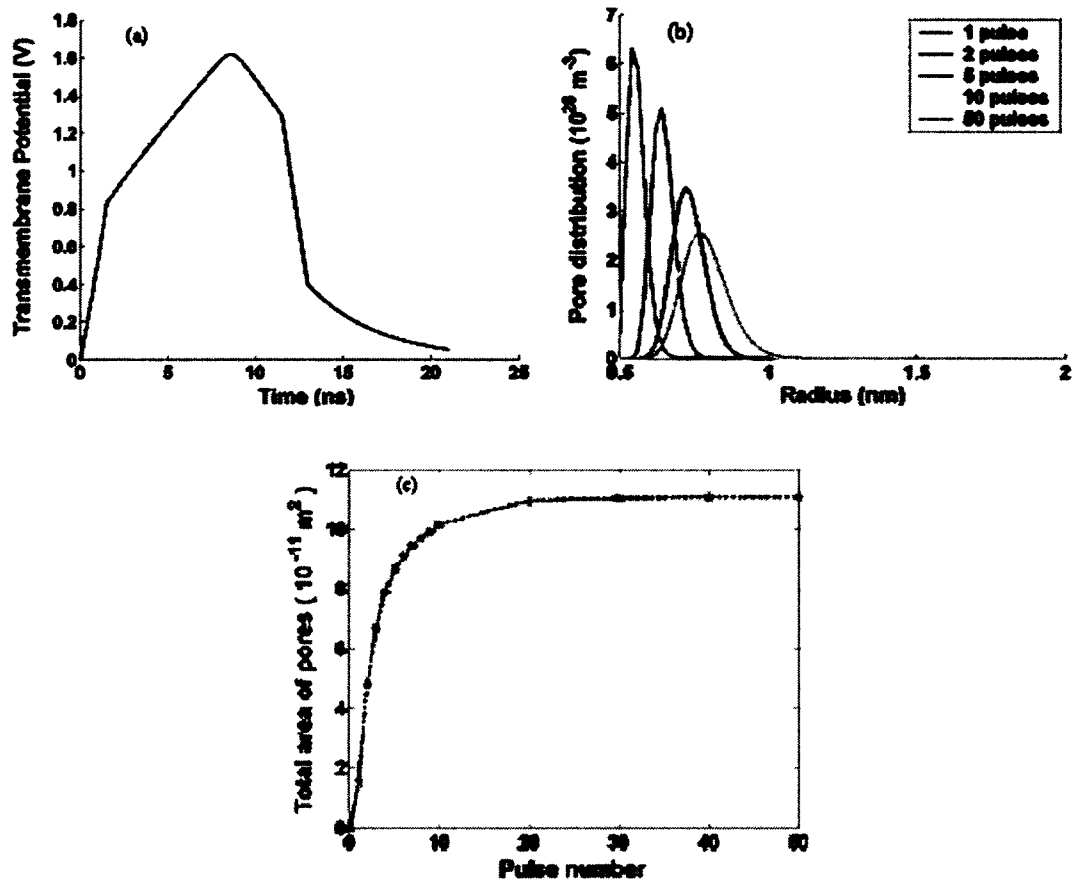 (a)
Transmembrane Potential (V)
1.8
1.6
1.4
1.2
1
0.8
0.6
0.4
0.2
0
0 5 10 15 20 25
Time (ns)
(b)
Pore distribution (10^26 m^-3)
7
6
5
4
3
2
1
0
0.5 1 1.5 2
Radius (nm)
1 pulse
2 pulses
5 pulses
10 pulses
50 pulses
(c)
Total area of pores ( 10^-11 m^2 )
12
10
8
6
4
2
0
0 10 20 30 40 50
Pulse number